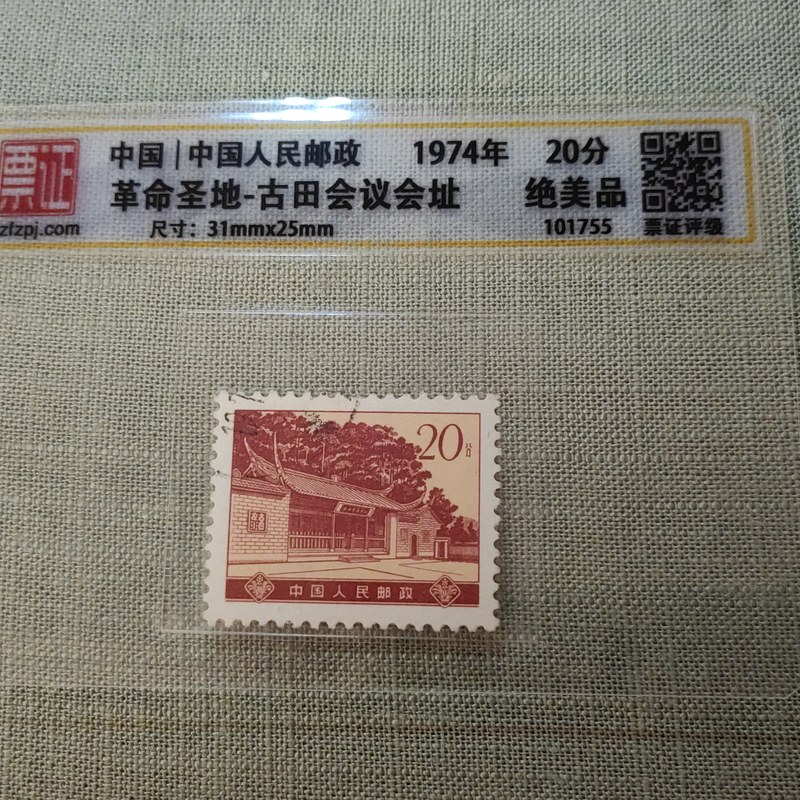 票证
zfzpj.com
中国|中国人民邮政 1974年 20分
革命圣地-古田会议会址 绝美品
尺寸：31mmx25mm 101755 票证评级
20分
中国人民邮政